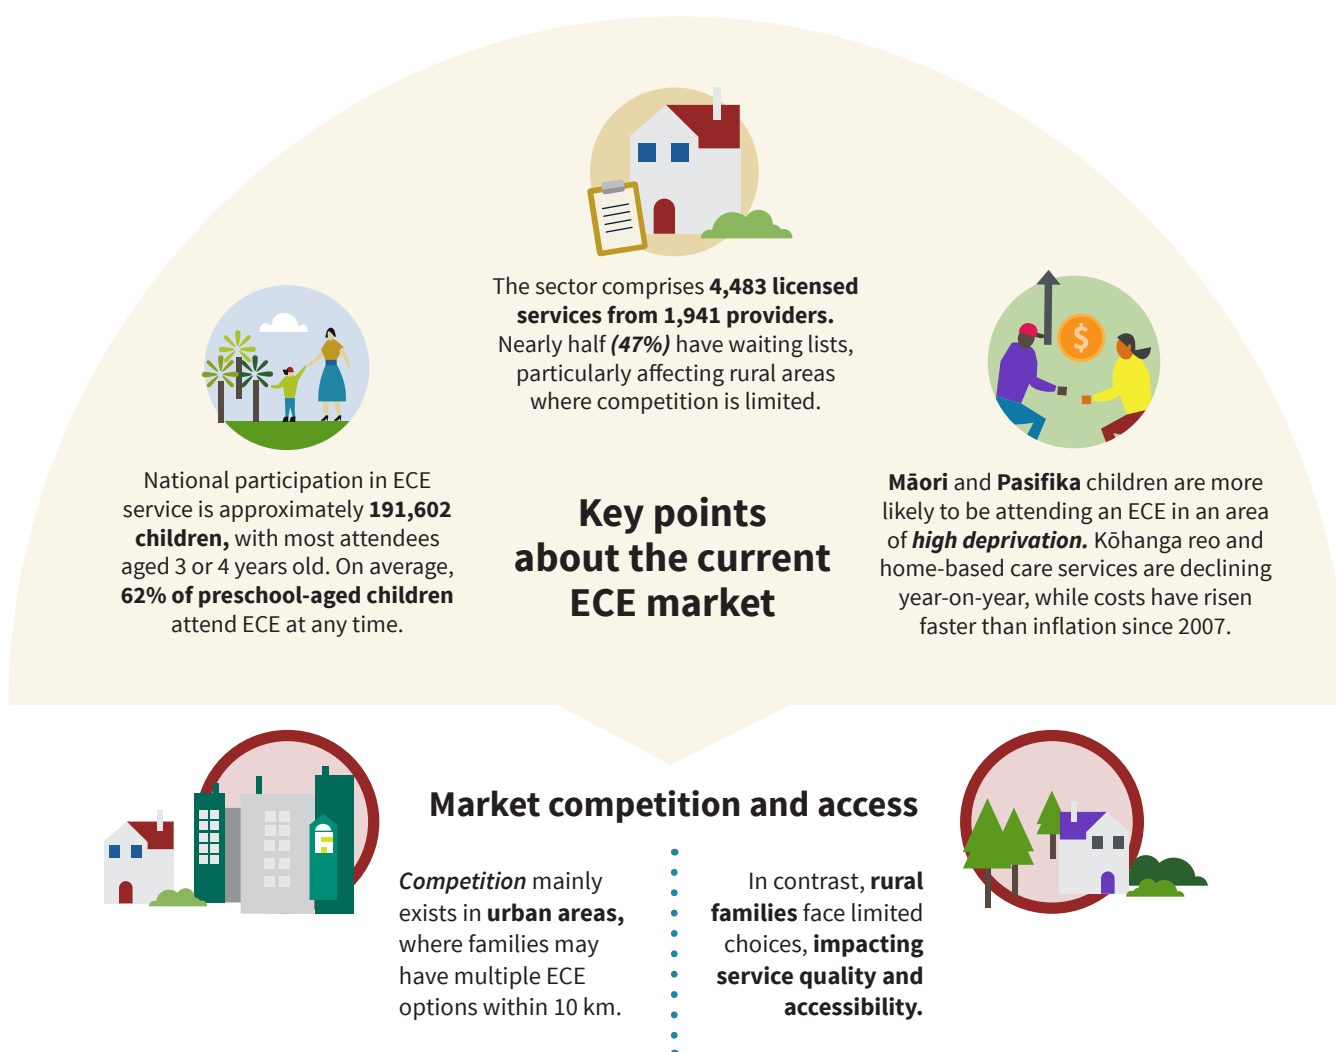 The sector comprises 4,483 licensed
services from 1,941 providers.
Nearly half (47%) have waiting lists,
particularly affecting rural areas
where competition is limited.
National participation in ECE
service is approximately 191,602
children, with most attendees
aged 3 or 4 years old. On average,
62% of preschool-aged children
attend ECE at any time.
Key points
about the current
ECE market
Māori and Pasifika children are more
likely to be attending an ECE in an area
of high deprivation. Kōhanga reo and
home-based care services are declining
year-on-year, while costs have risen
faster than inflation since 2007.
$
Market competition and access
Competition mainly
exists in urban areas,
where families may
have multiple ECE
options within 10 km.
In contrast, rural
families face limited
choices, impacting
service quality and
accessibility.